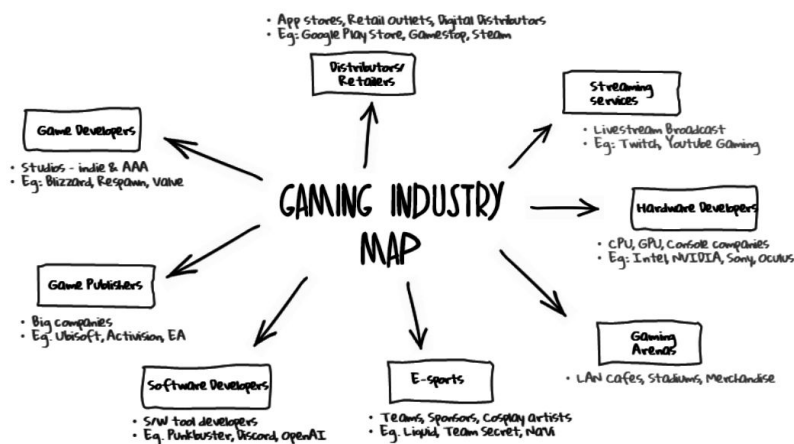 • App stores, Retail Outlets, Digital Distributors
• Eg: Google Play Store, Gamestop, Steam
Distributors/
Retailers
Streaming
services
• Livestream Broadcast
• Eg: Twitch, Youtube Gaming
Game Developers
• Studios - indie & AAA
• Eg: Blizzard, Respawn, Valve
GAMING INDUSTRY
MAP
Hardware Developers
• CPU, GPU, Console companies
• Eg: Intel, NVIDIA, Sony, Oculus
Game Publishers
• Big companies
• Eg. Ubisoft, Activision, EA
Gaming
Arenas
• LAN Cafes, Stadiums, Merchandise
Software Developers
• S/W tool developers
• Eg. Punkbuster, Discord, OpenAI
E-sports
• Teams, Sponsors, Cosplay artists
• Eg. Liquid, Team Secret, NaVi